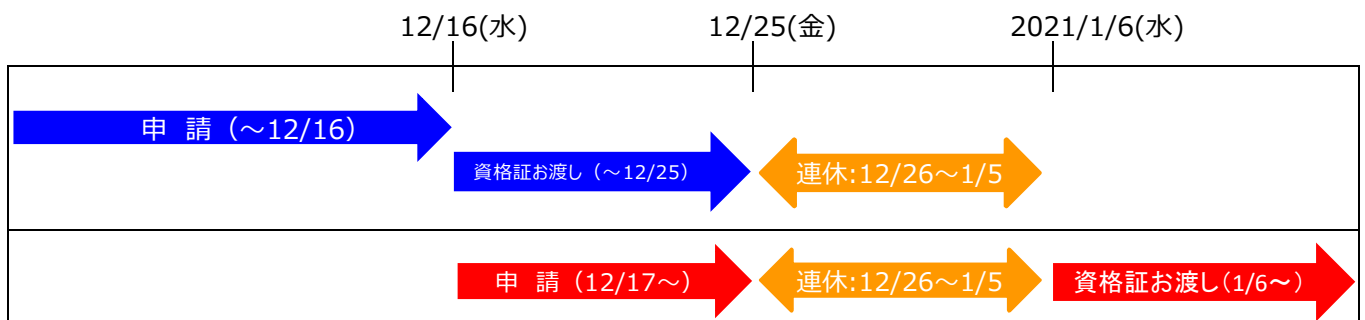 12/16(水) 12/25(金) 2021/1/6(水)
申 請（～12/16）
資格証お渡し（～12/25） 連休:12/26～1/5
申 請（12/17～） 連休:12/26～1/5 資格証お渡し(1/6～)